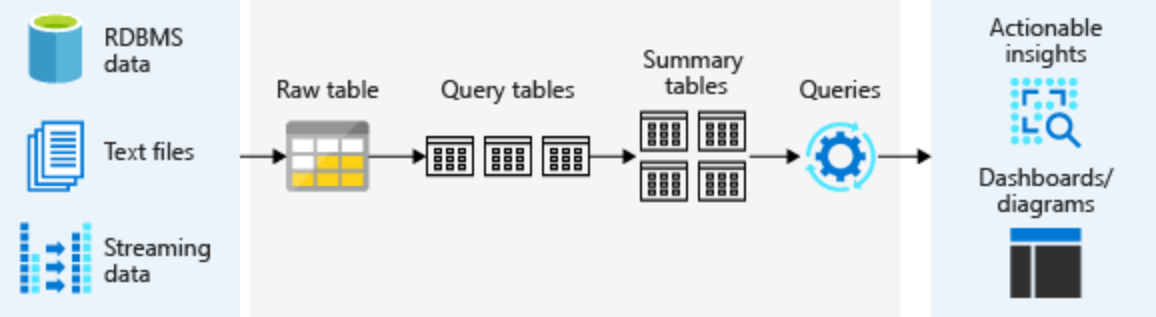 RDBMS
data
Text files
Streaming
data
Raw table
Query tables
Summary
tables
Queries
Actionable
insights
Dashboards/
diagrams